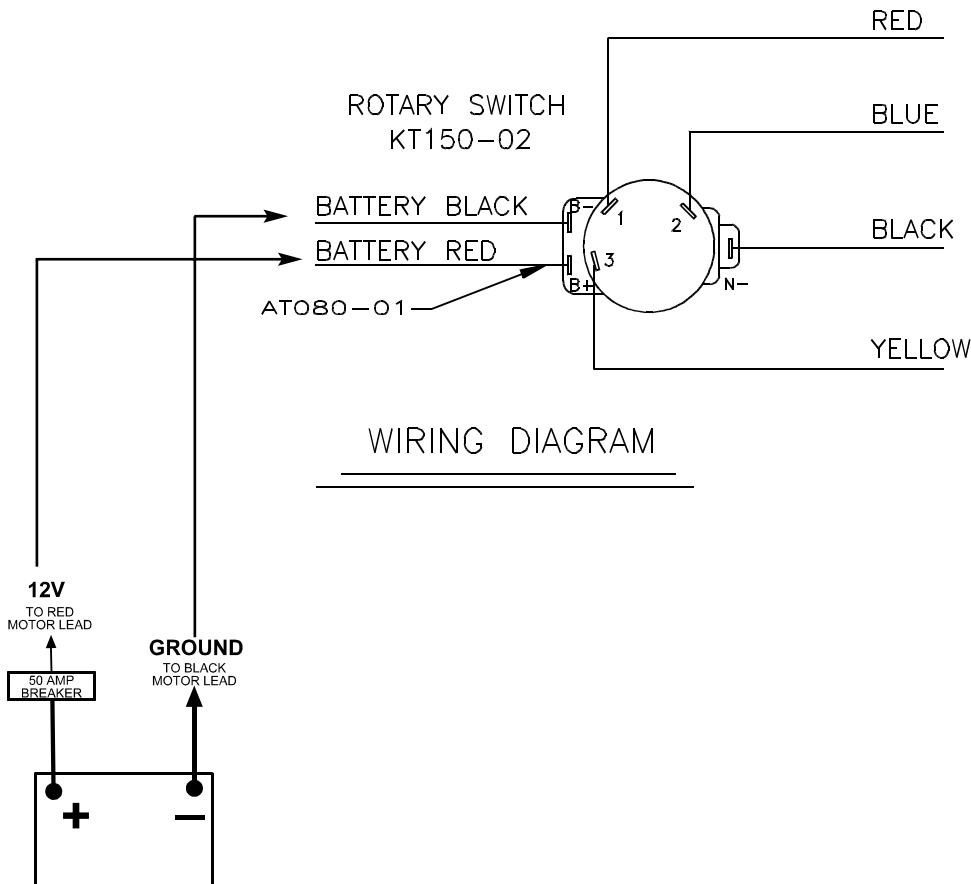 RED
ROTARY SWITCH
KT150-02
BLUE
BATTERY BLACK
B-
1
2
BLACK
BATTERY RED
3
B+
N-
AT080-01
YELLOW
WIRING DIAGRAM
12V
TO RED
MOTOR LEAD
GROUND
TO BLACK
MOTOR LEAD
50 AMP
BREAKER
+
−